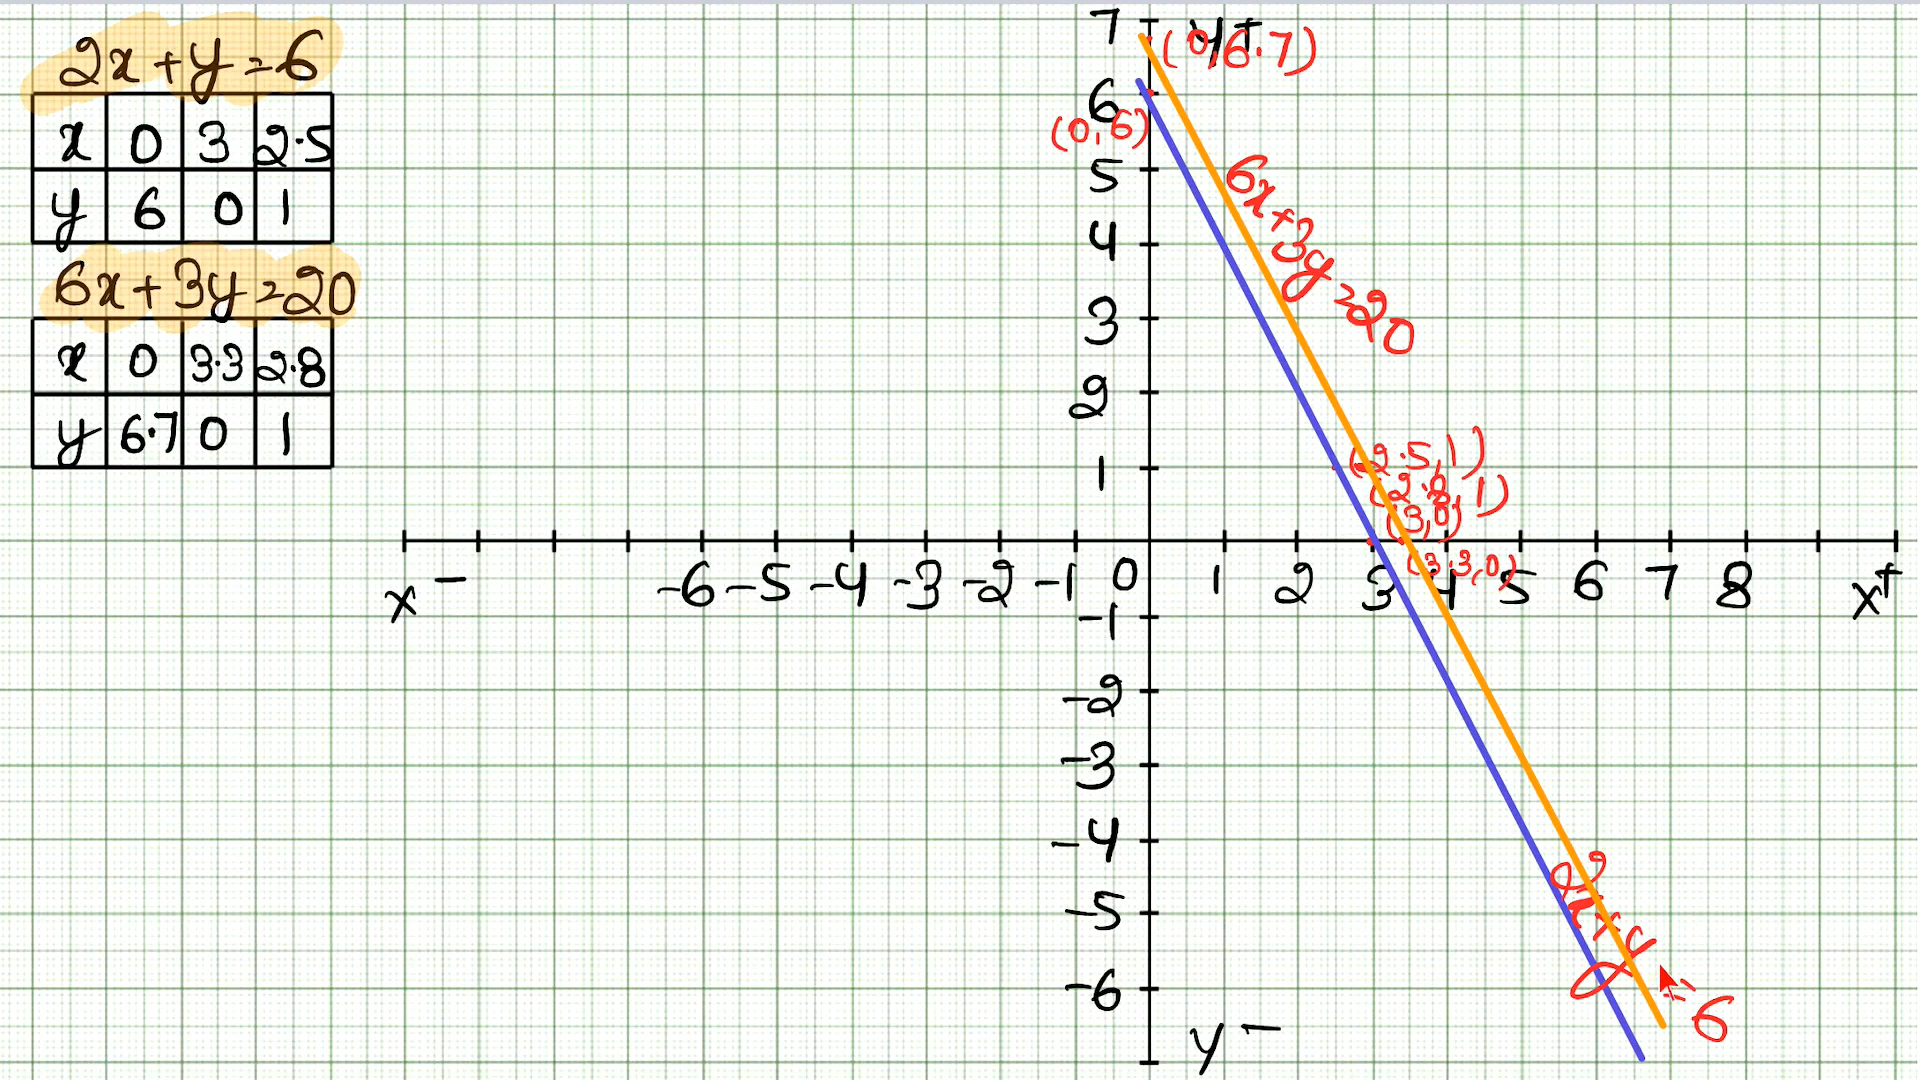 2x+y=6
x 0 3 2.5
y 6 0 1
6x+3y=20
x 0 3.3 2.8
y 6.7 0 1
7 y+
(0,6.7)
6
(0,6)
5
4
3
2
1
6x+3y=20
(2.5,1)
(2.8,1)
(3,0)
(3.3,0)
x- -6 -5 -4 -3 -2 -1 0 1 2 3 4 5 6 7 8 x+
-1
-2
-3
-4
-5
-6
2x+y=6
y-